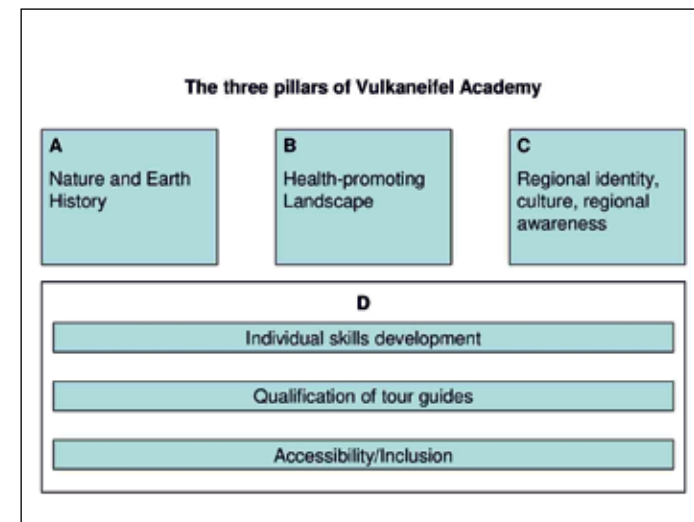 The three pillars of Vulkaneifel Academy
A
Nature and Earth
History
B
Health-promoting
Landscape
C
Regional identity,
culture, regional
awareness
D
Individual skills development
Qualification of tour guides
Accessibility/Inclusion